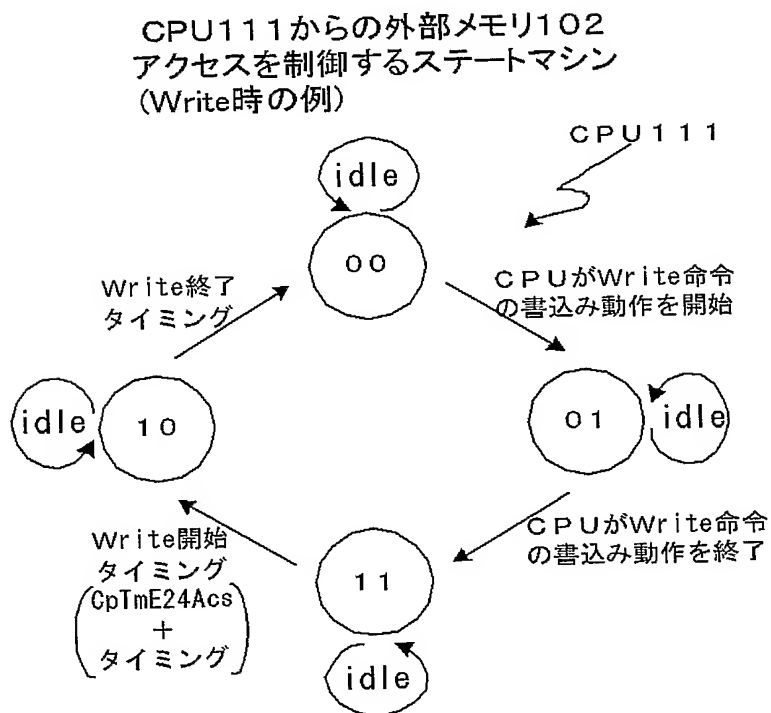 CPU111からの外部メモリ102
アクセスを制御するステートマシン
(Write時の例)
CPU111
idle
00
Write終了
タイミング
CPUがWrite命令
の書込み動作を開始
idle
10
01
idle
CPUがWrite命令
の書込み動作を終了
Write開始
タイミング
(CpTmE24Acs
+
タイミング)
11
idle